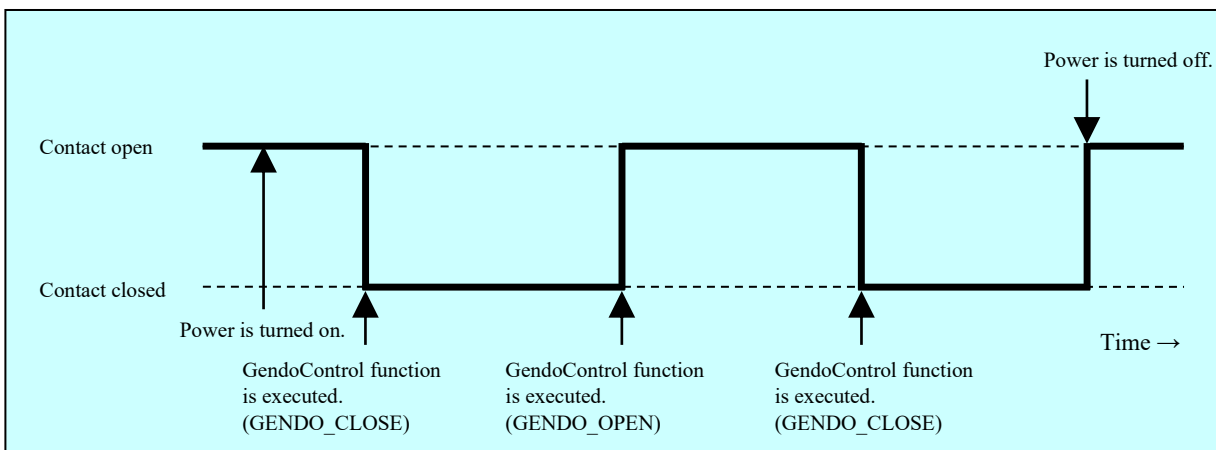 Power is turned off.
Contact open
Contact closed
Power is turned on.
Time →
GendoControl function
is executed.
(GENDO_CLOSE)
GendoControl function
is executed.
(GENDO_OPEN)
GendoControl function
is executed.
(GENDO_CLOSE)